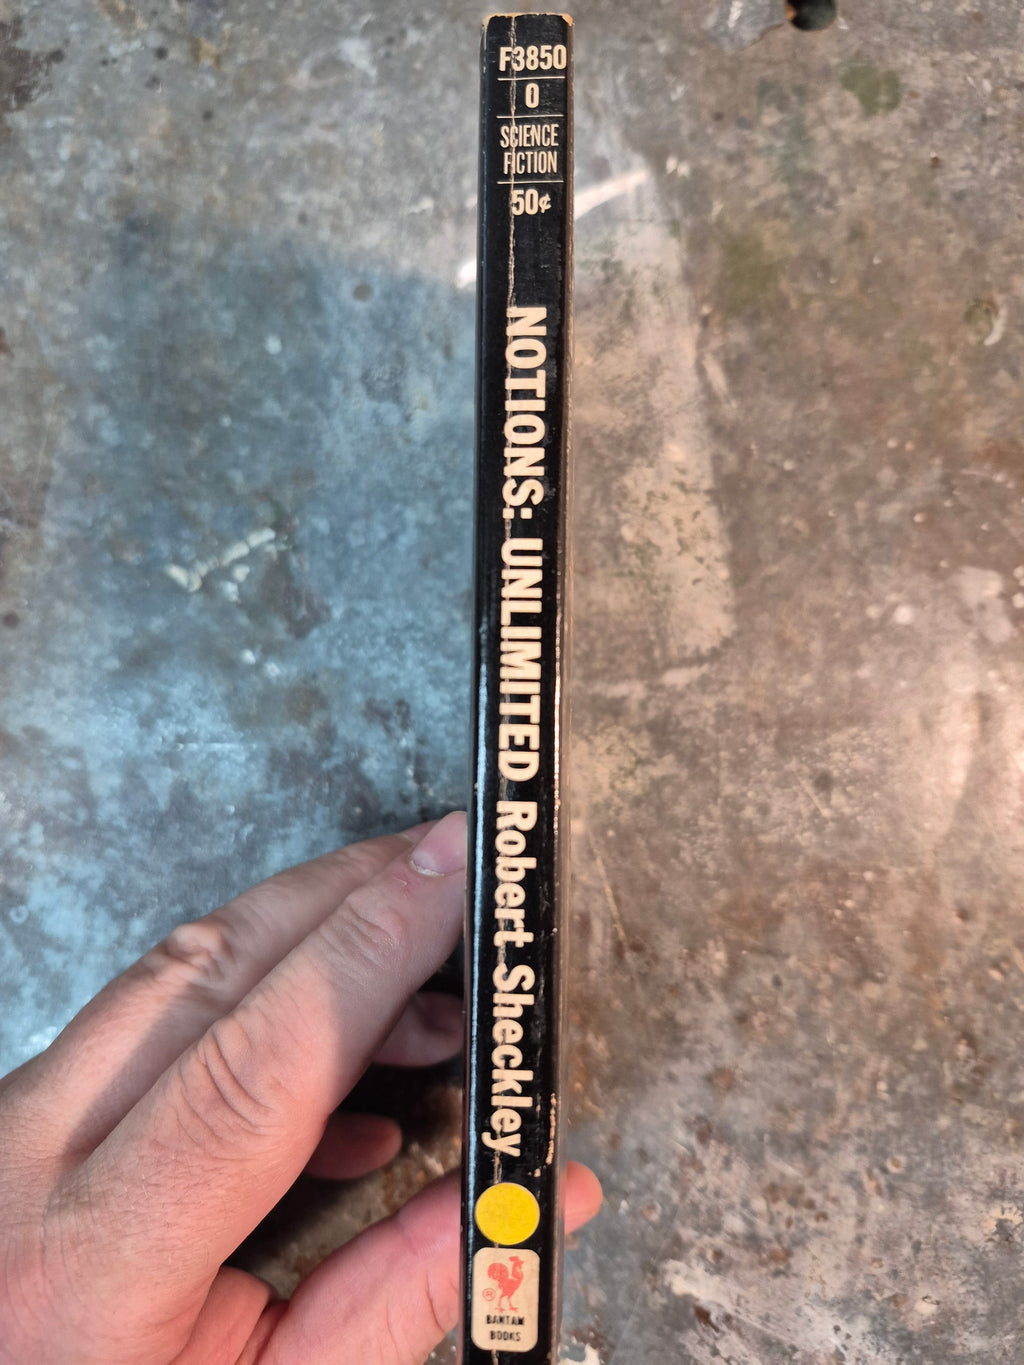 F3850
0
SCIENCE
FICTION
50¢
NOTIONS: UNLIMITED Robert Sheckley
®
BANTAM
BOOKS